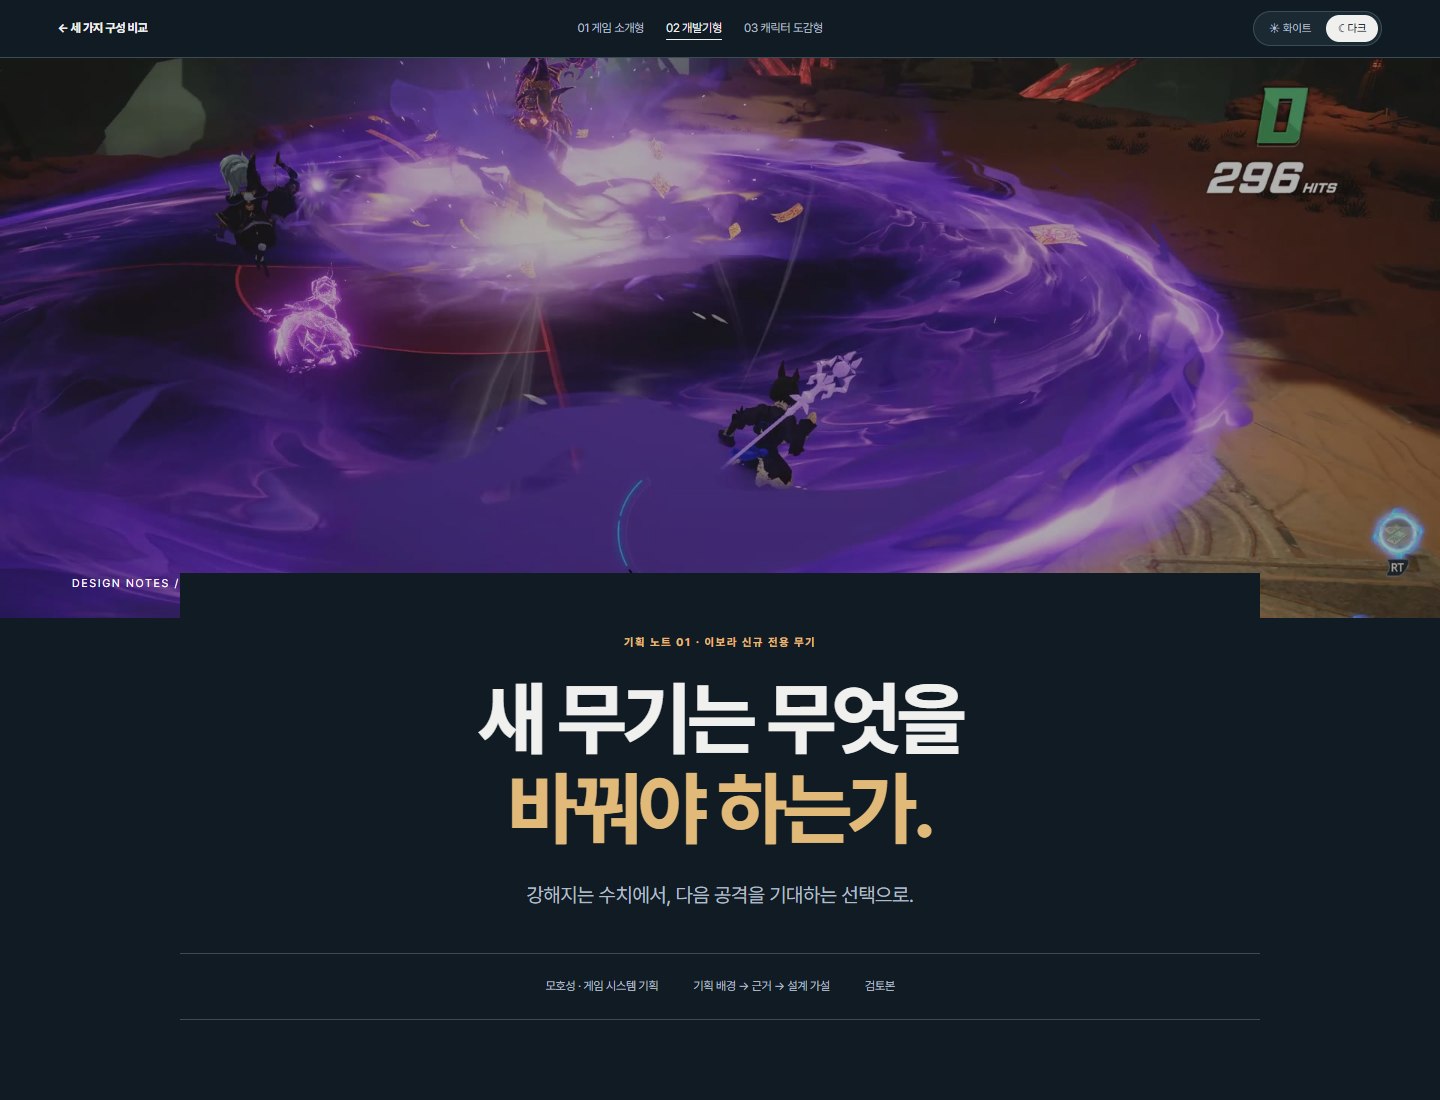 ← 세 가지 구성 비교
01 게임 소개형
02 개발기형
03 캐릭터 도감형
☀ 화이트
☾ 다크
D
296 HITS
RT
DESIGN NOTES /
기획 노트 01 · 이보라 신규 전용 무기
새 무기는 무엇을
바꿔야 하는가.
강해지는 수치에서, 다음 공격을 기대하는 선택으로.
모호성 · 게임 시스템 기획
기획 배경 → 근거 → 설계 가설
검토본